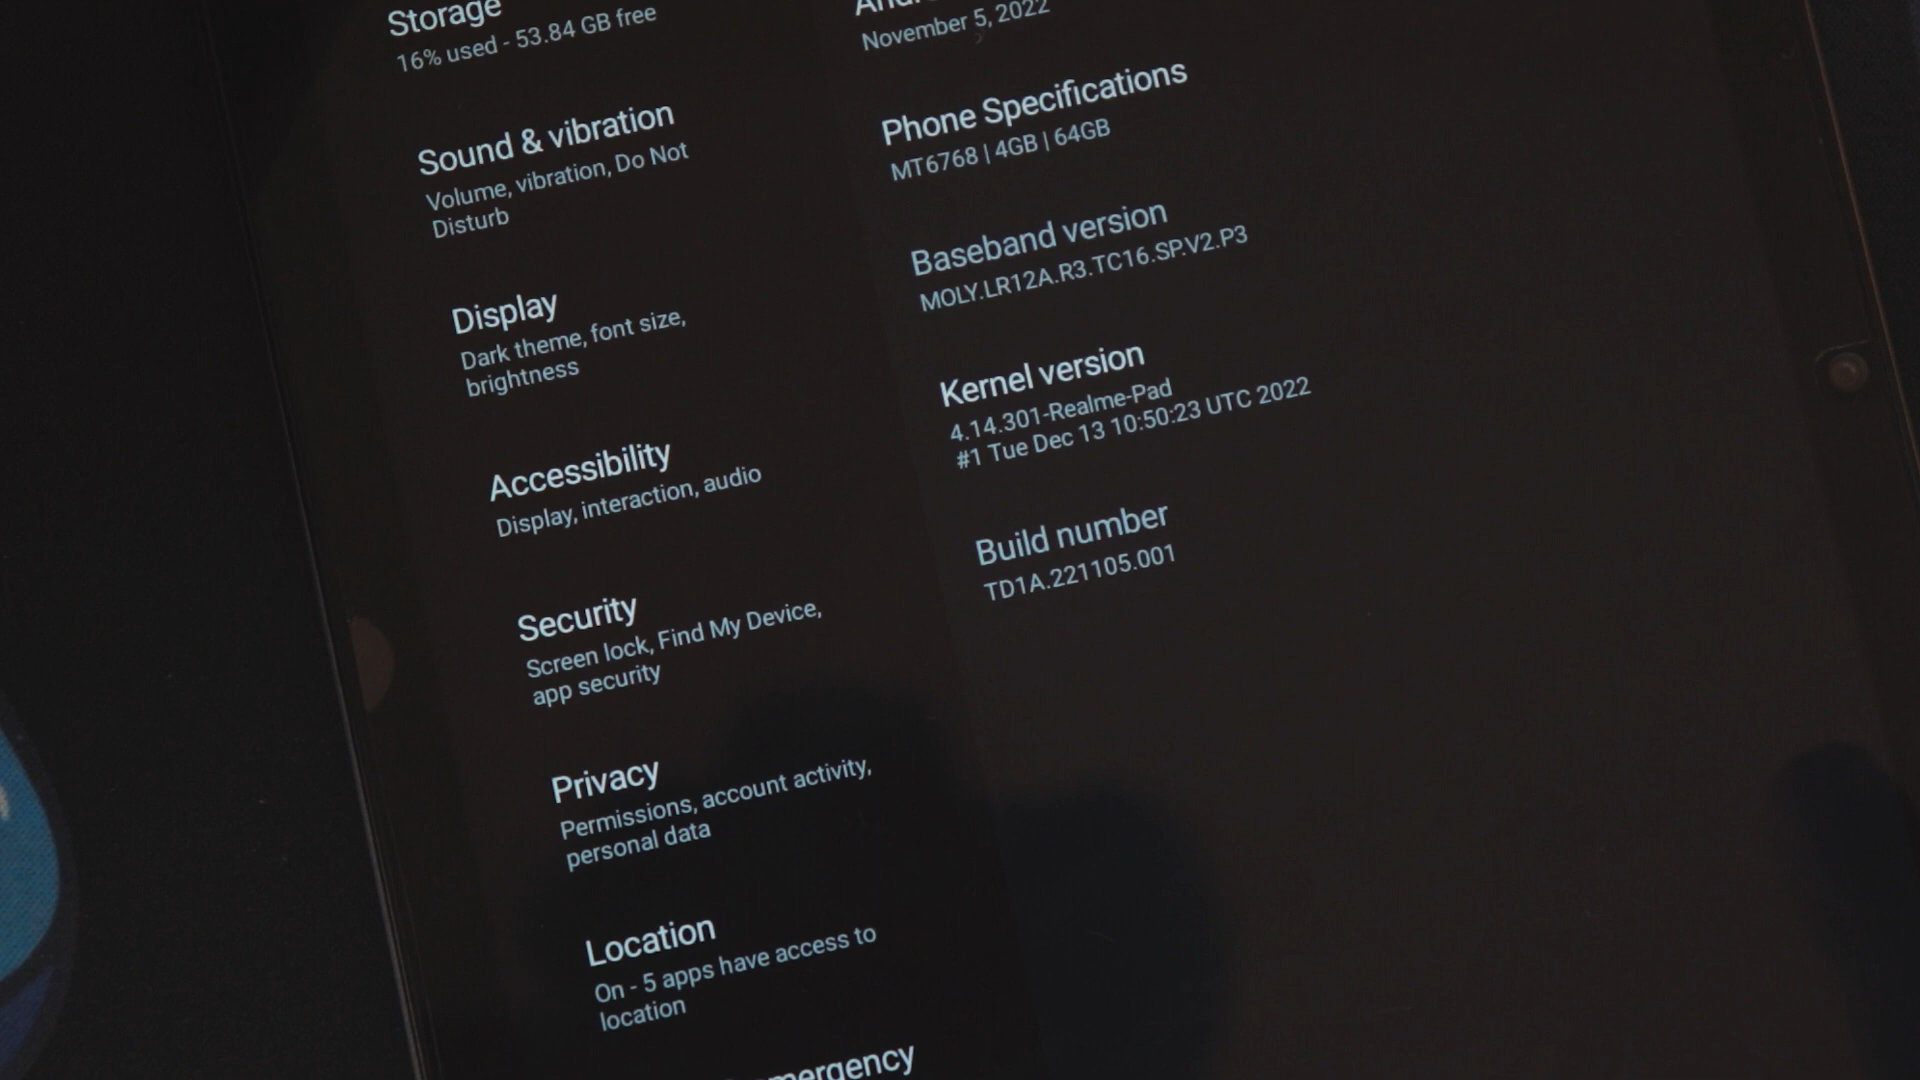 Storage
16% used - 53.84 GB free
Sound & vibration
Volume, vibration, Do Not
Disturb
Display
Dark theme, font size,
brightness
Accessibility
Display, interaction, audio
Security
Screen lock, Find My Device,
app security
Privacy
Permissions, account activity,
personal data
Location
On - 5 apps have access to
location
November 5, 2022
Phone Specifications
MT6768 | 4GB | 64GB
Baseband version
MOLY.LR12A.R3.TC16.SP.V2.P3
Kernel version
4.14.301-Realme-Pad
#1 Tue Dec 13 10:50:23 UTC 2022
Build number
TD1A.221105.001